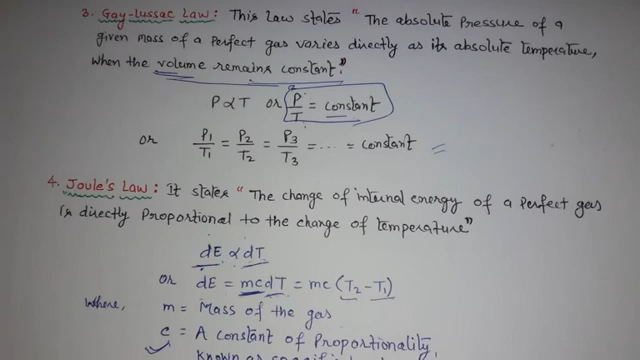 3. Gay-Lussac Law: This Law states "The absolute Pressure of a
given mass of a Perfect gas varies directly as its absolute temperature,
when the volume remains constant."
P ∝ T or P/T = constant
or P₁/T₁ = P₂/T₂ = P₃/T₃ = ..... = constant
4. Joule's Law: It states "The change of internal energy of a Perfect gas
is directly Proportional to the change of temperature"
dE ∝ dT
or dE = mcdT = mc (T₂ - T₁)
where, m = Mass of the gas
c = A constant of Proportionality,
known as